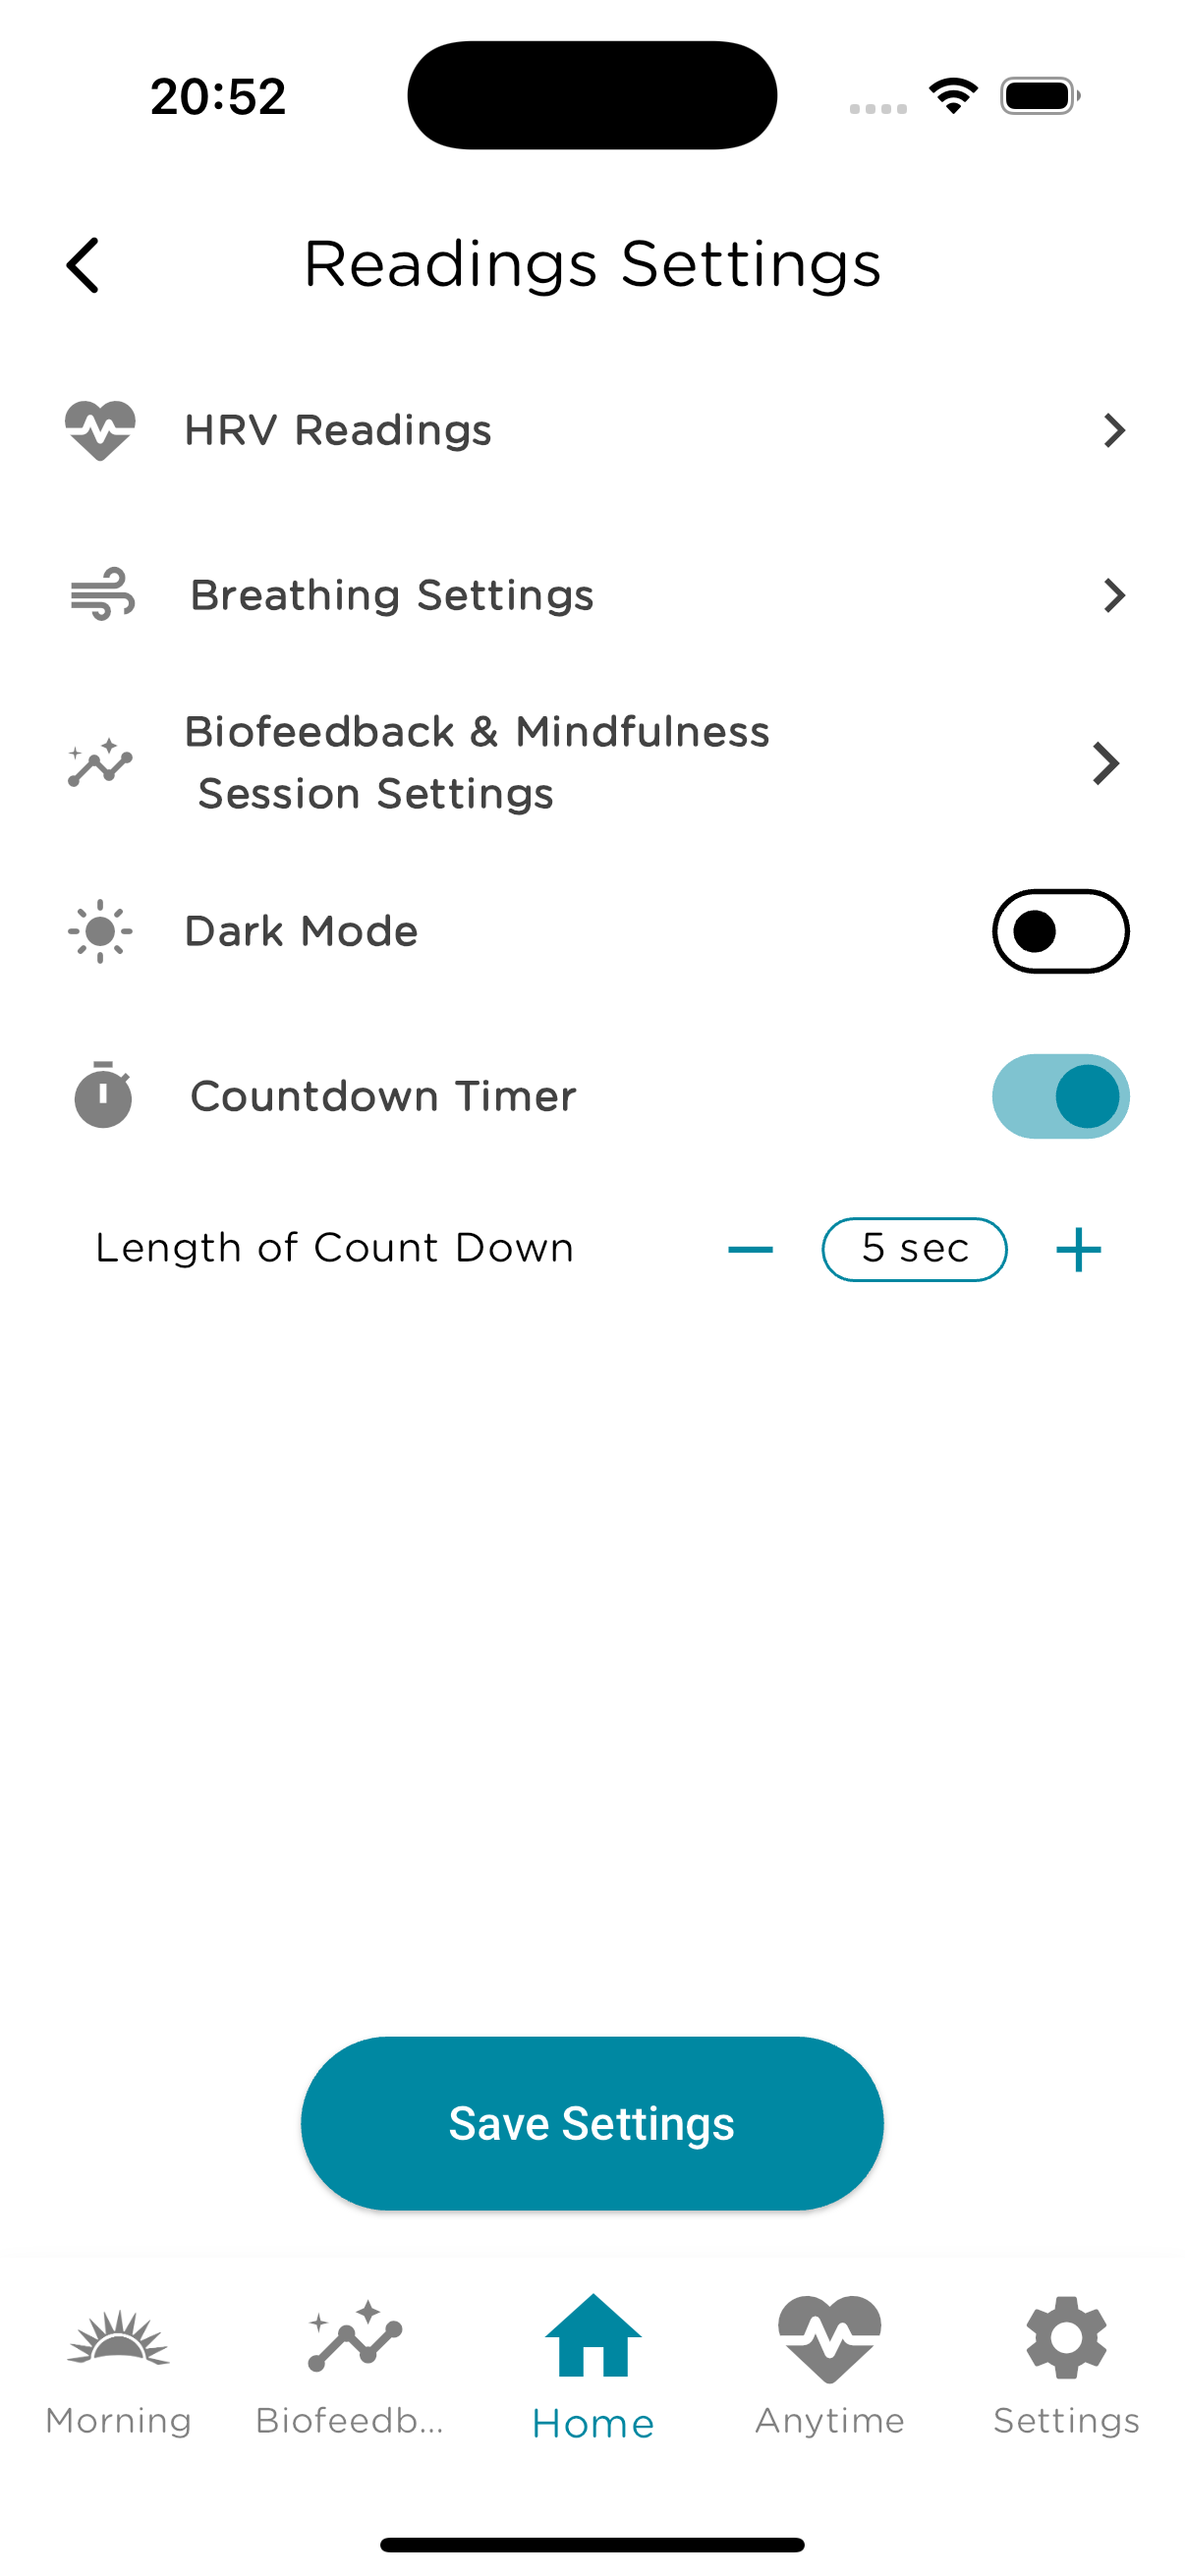 20:52
Readings Settings
HRV Readings
Breathing Settings
Biofeedback & Mindfulness
Session Settings
Dark Mode
Countdown Timer
Length of Count Down
5 sec
Save Settings
Morning
Biofeedb...
Home
Anytime
Settings